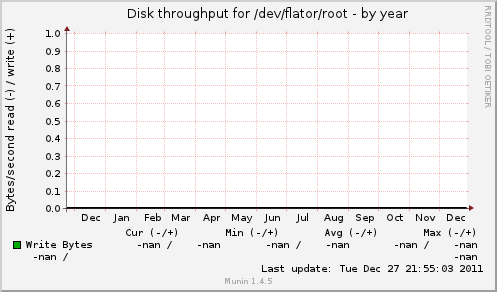 Disk throughput for /dev/flator/root - by year
RRDTOOL / TOBI OETIKER
Bytes/second read (-) / write (+)
1.0
0.9
0.8
0.7
0.6
0.5
0.4
0.3
0.2
0.1
0.0
Dec Jan Feb Mar Apr May Jun Jul Aug Sep Oct Nov Dec
Cur (-/+) Min (-/+) Avg (-/+) Max (-/+)
Write Bytes -nan / -nan -nan / -nan -nan / -nan
-nan / -nan
Last update: Tue Dec 27 21:55:03 2011
Munin 1.4.5